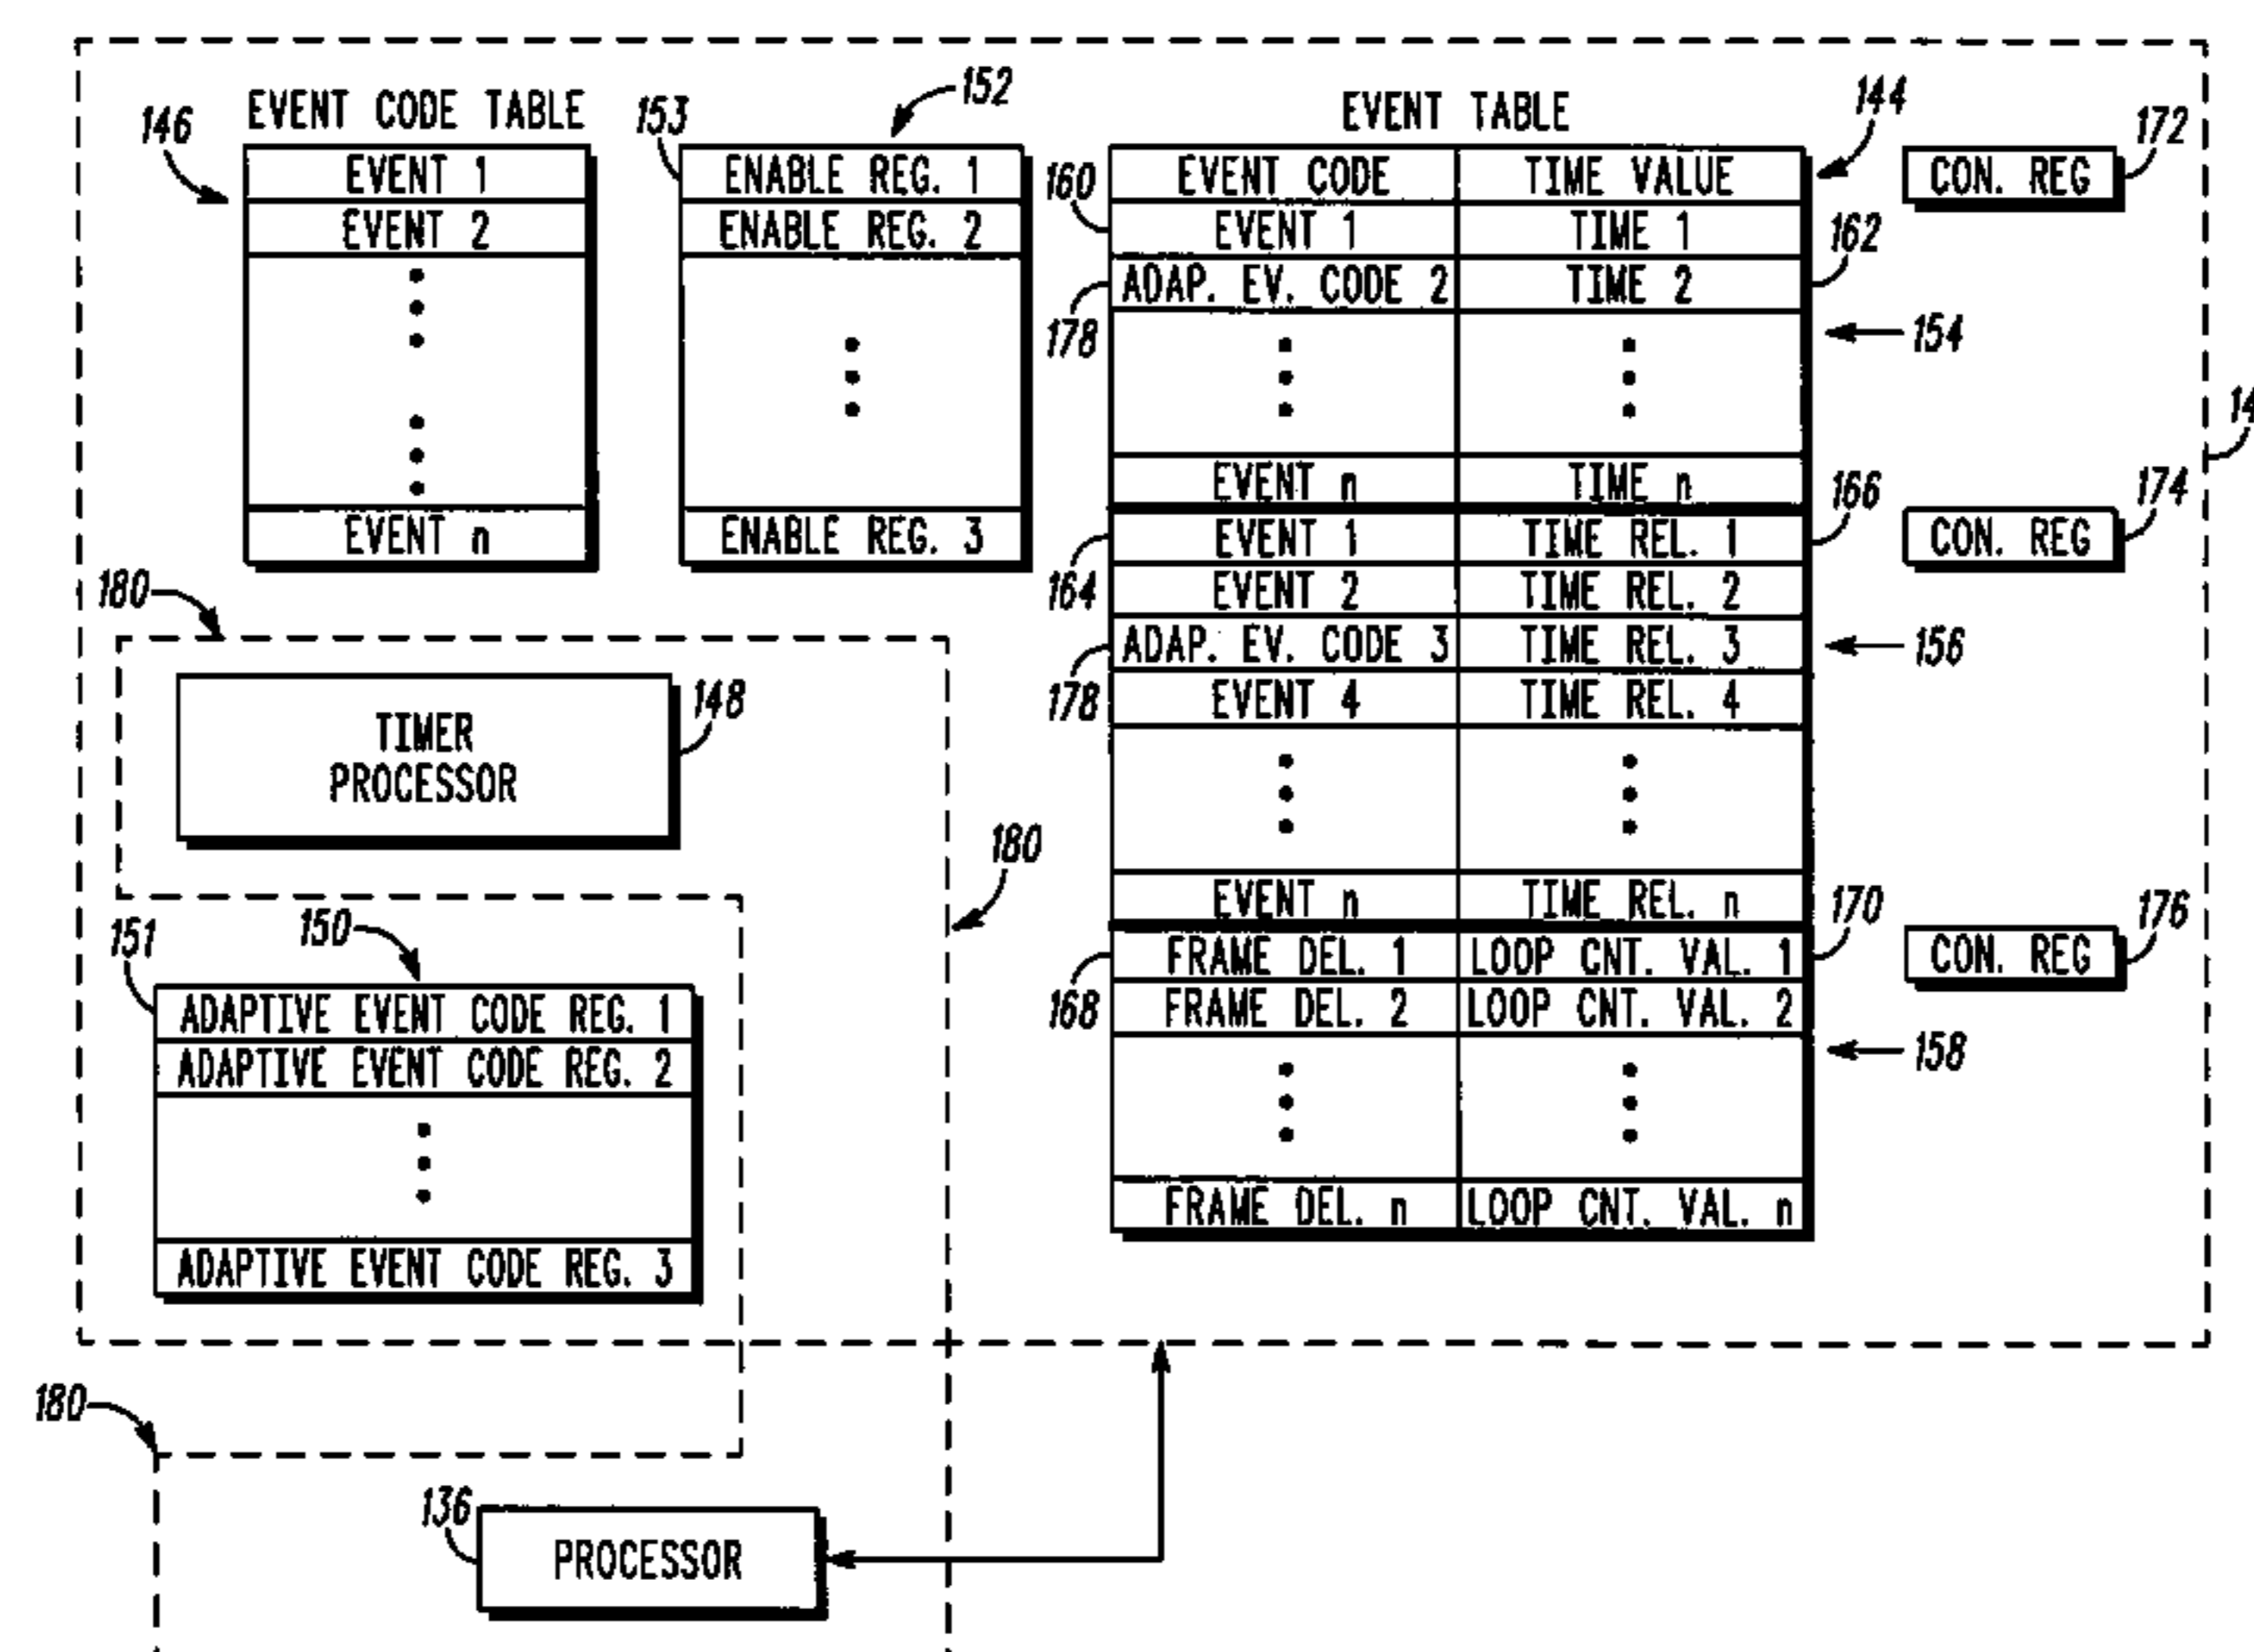 EVENT CODE TABLE
146
EVENT 1
EVENT 2
EVENT n
152
153
ENABLE REG. 1
ENABLE REG. 2
ENABLE REG. 3
EVENT TABLE
144
EVENT CODE TIME VALUE
160 EVENT 1 TIME 1 162
178 ADAP. EV. CODE 2 TIME 2
154
EVENT n TIME n
164 EVENT 1 TIME REL. 1 166
EVENT 2 TIME REL. 2
178 ADAP. EV. CODE 3 TIME REL. 3
156
EVENT 4 TIME REL. 4
EVENT n TIME REL. n
168 FRAME DEL. 1 LOOP CNT. VAL. 1 170
FRAME DEL. 2 LOOP CNT. VAL. 2
158
FRAME DEL. n LOOP CNT. VAL. n
CON. REG 172
CON. REG 174
CON. REG 176
180
TIMER
PROCESSOR
148
180
150
151
ADAPTIVE EVENT CODE REG. 1
ADAPTIVE EVENT CODE REG. 2
ADAPTIVE EVENT CODE REG. 3
180
136
PROCESSOR